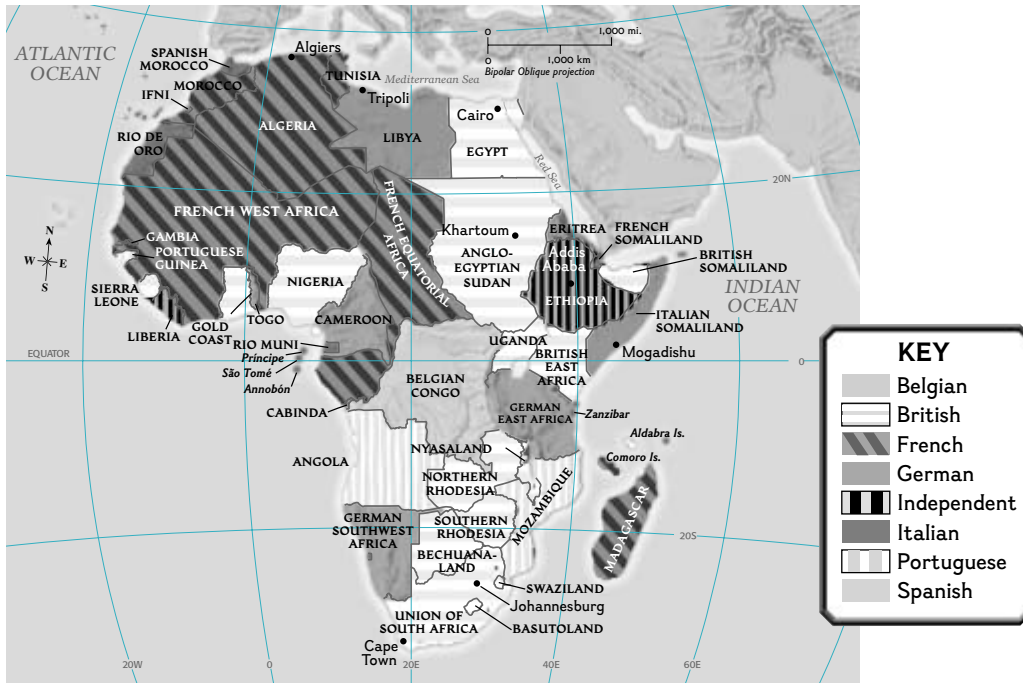 ATLANTIC
OCEAN
SPANISH
MOROCCO
MOROCCO
IFNI
RIO DE
ORO
Algiers
TUNISIA
Mediterranean Sea
Tripoli
0
1,000 mi.
0
1,000 km
Bipolar Oblique projection
ALGERIA
LIBYA
Cairo
EGYPT
Red Sea
20N
FRENCH WEST AFRICA
FRENCH EQUATORIAL
AFRICA
Khartoum
ANGLO-
EGYPTIAN
SUDAN
ERITREA
FRENCH
SOMALILAND
Addis
Ababa
BRITISH
SOMALILAND
ETHIOPIA
INDIAN
OCEAN
ITALIAN
SOMALILAND
N
W
E
S
GAMBIA
PORTUGUESE
GUINEA
SIERRA
LEONE
LIBERIA
GOLD
COAST
TOGO
NIGERIA
CAMEROON
RIO MUNI
Príncipe
São Tomé
Annobón
EQUATOR
0
UGANDA
BRITISH
EAST
AFRICA
Mogadishu
BELGIAN
CONGO
CABINDA
GERMAN
EAST AFRICA
Zanzibar
Aldabra Is.
Comoro Is.
ANGOLA
NYASALAND
NORTHERN
RHODESIA
MOZAMBIQUE
MADAGASCAR
GERMAN
SOUTHWEST
AFRICA
SOUTHERN
RHODESIA
20S
BECHUANA-
LAND
SWAZILAND
Johannesburg
UNION OF
SOUTH AFRICA
BASUTOLAND
Cape
Town
20W
0
20E
40E
60E
KEY
Belgian
British
French
German
Independent
Italian
Portuguese
Spanish